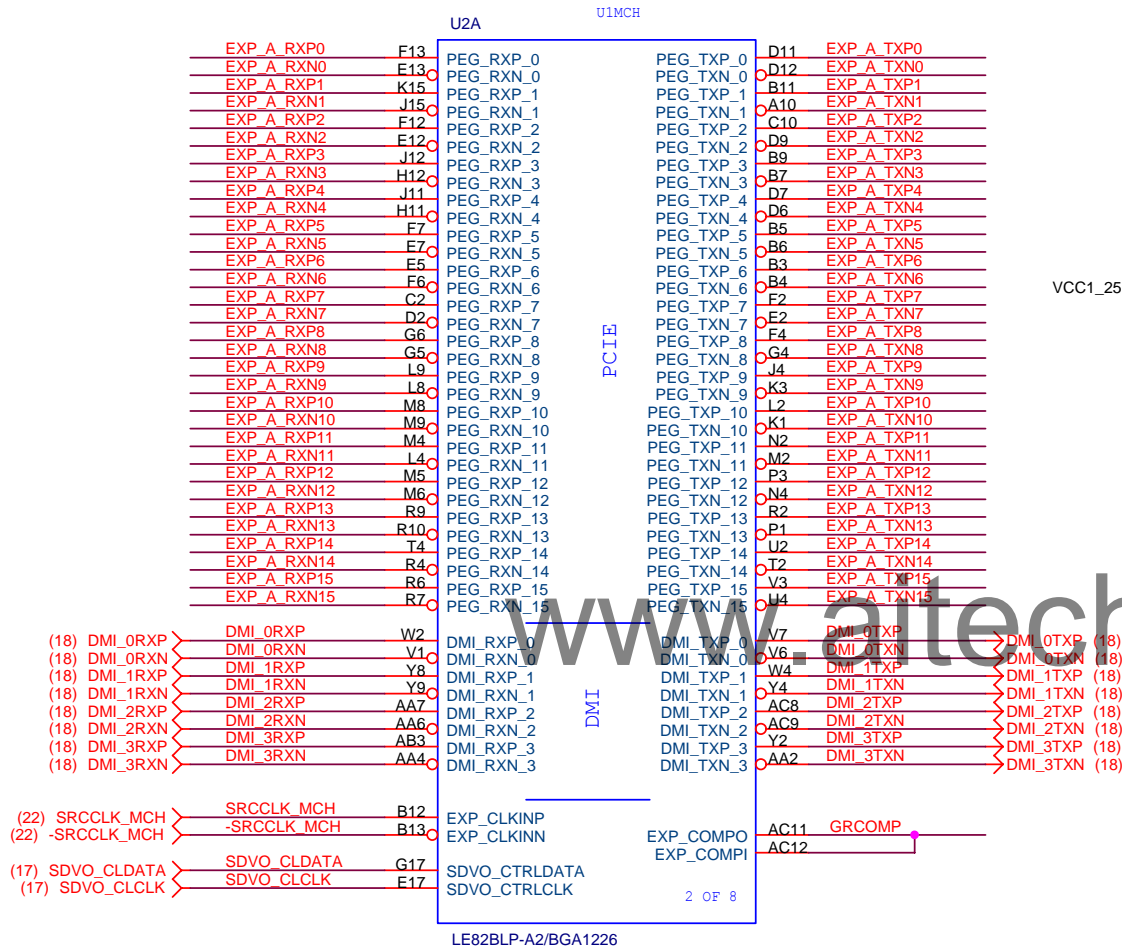 U1MCH
U2A
EXP_A_RXP0 F13 PEG_RXP_0 PEG_TXP_0 D11 EXP_A_TXP0
EXP_A_RXN0 E13 PEG_RXN_0 PEG_TXN_0 D12 EXP_A_TXN0
EXP_A_RXP1 K15 PEG_RXP_1 PEG_TXP_1 B11 EXP_A_TXP1
EXP_A_RXN1 J15 PEG_RXN_1 PEG_TXN_1 A10 EXP_A_TXN1
EXP_A_RXP2 F12 PEG_RXP_2 PEG_TXP_2 C10 EXP_A_TXP2
EXP_A_RXN2 E12 PEG_RXN_2 PEG_TXN_2 D9 EXP_A_TXN2
EXP_A_RXP3 J12 PEG_RXP_3 PEG_TXP_3 B9 EXP_A_TXP3
EXP_A_RXN3 H12 PEG_RXN_3 PEG_TXN_3 B7 EXP_A_TXN3
EXP_A_RXP4 J11 PEG_RXP_4 PEG_TXP_4 D7 EXP_A_TXP4
EXP_A_RXN4 H11 PEG_RXN_4 PEG_TXN_4 D6 EXP_A_TXN4
EXP_A_RXP5 F7 PEG_RXP_5 PEG_TXP_5 B5 EXP_A_TXP5
EXP_A_RXN5 E7 PEG_RXN_5 PEG_TXN_5 B6 EXP_A_TXN5
EXP_A_RXP6 E5 PEG_RXP_6 PEG_TXP_6 B3 EXP_A_TXP6
EXP_A_RXN6 F6 PEG_RXN_6 PEG_TXN_6 B4 EXP_A_TXN6
VCC1_25
EXP_A_RXP7 C2 PEG_RXP_7 PEG_TXP_7 F2 EXP_A_TXP7
EXP_A_RXN7 D2 PEG_RXN_7 PEG_TXN_7 E2 EXP_A_TXN7
EXP_A_RXP8 G6 PEG_RXP_8 PEG_TXP_8 F4 EXP_A_TXP8
EXP_A_RXN8 G5 PEG_RXN_8 PEG_TXN_8 G4 EXP_A_TXN8
PCIE
EXP_A_RXP9 L9 PEG_RXP_9 PEG_TXP_9 J4 EXP_A_TXP9
EXP_A_RXN9 L8 PEG_RXN_9 PEG_TXN_9 K3 EXP_A_TXN9
EXP_A_RXP10 M8 PEG_RXP_10 PEG_TXP_10 L2 EXP_A_TXP10
EXP_A_RXN10 M9 PEG_RXN_10 PEG_TXN_10 K1 EXP_A_TXN10
EXP_A_RXP11 M4 PEG_RXP_11 PEG_TXP_11 N2 EXP_A_TXP11
EXP_A_RXN11 L4 PEG_RXN_11 PEG_TXN_11 M2 EXP_A_TXN11
EXP_A_RXP12 M5 PEG_RXP_12 PEG_TXP_12 P3 EXP_A_TXP12
EXP_A_RXN12 M6 PEG_RXN_12 PEG_TXN_12 N4 EXP_A_TXN12
EXP_A_RXP13 R9 PEG_RXP_13 PEG_TXP_13 R2 EXP_A_TXP13
EXP_A_RXN13 R10 PEG_RXN_13 PEG_TXN_13 P1 EXP_A_TXN13
EXP_A_RXP14 T4 PEG_RXP_14 PEG_TXP_14 U2 EXP_A_TXP14
EXP_A_RXN14 R4 PEG_RXN_14 PEG_TXN_14 T2 EXP_A_TXN14
EXP_A_RXP15 R6 PEG_RXP_15 PEG_TXP_15 V3 EXP_A_TXP15
EXP_A_RXN15 R7 PEG_RXN_15 PEG_TXN_15 U4 EXP_A_TXN15
www.aitech
(18) DMI_0RXP DMI_0RXP W2 DMI_RXP_0 DMI_TXP_0 V7 DMI_0TXP DMI_0TXP (18)
(18) DMI_0RXN DMI_0RXN V1 DMI_RXN_0 DMI_TXN_0 V6 DMI_0TXN DMI_0TXN (18)
(18) DMI_1RXP DMI_1RXP Y8 DMI_RXP_1 DMI_TXP_1 W4 DMI_1TXP DMI_1TXP (18)
(18) DMI_1RXN DMI_1RXN Y9 DMI_RXN_1 DMI_TXN_1 Y4 DMI_1TXN DMI_1TXN (18)
DMI
(18) DMI_2RXP DMI_2RXP AA7 DMI_RXP_2 DMI_TXP_2 AC8 DMI_2TXP DMI_2TXP (18)
(18) DMI_2RXN DMI_2RXN AA6 DMI_RXN_2 DMI_TXN_2 AC9 DMI_2TXN DMI_2TXN (18)
(18) DMI_3RXP DMI_3RXP AB3 DMI_RXP_3 DMI_TXP_3 Y2 DMI_3TXP DMI_3TXP (18)
(18) DMI_3RXN DMI_3RXN AA4 DMI_RXN_3 DMI_TXN_3 AA2 DMI_3TXN DMI_3TXN (18)
(22) SRCCLK_MCH SRCCLK_MCH B12 EXP_CLKINP
(22) -SRCCLK_MCH -SRCCLK_MCH B13 EXP_CLKINN EXP_COMPO AC11 GRCOMP
EXP_COMPI AC12
(17) SDVO_CLDATA SDVO_CLDATA G17 SDVO_CTRLDATA
(17) SDVO_CLCLK SDVO_CLCLK E17 SDVO_CTRLCLK
2 OF 8
LE82BLP-A2/BGA1226